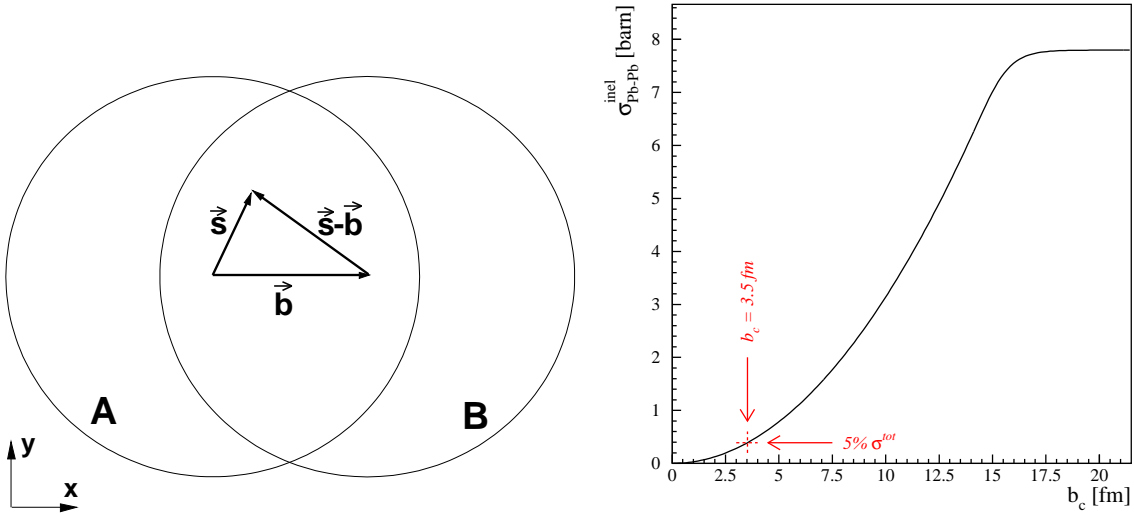 s⃗
s⃗-b⃗
b⃗
A
B
y
x
σ^inel_Pb-Pb [barn]
8
7
6
5
4
3
2
1
0
b_c = 3.5 fm
5% σ^tot
0 2.5 5 7.5 10 12.5 15 17.5 20
b_c [fm]